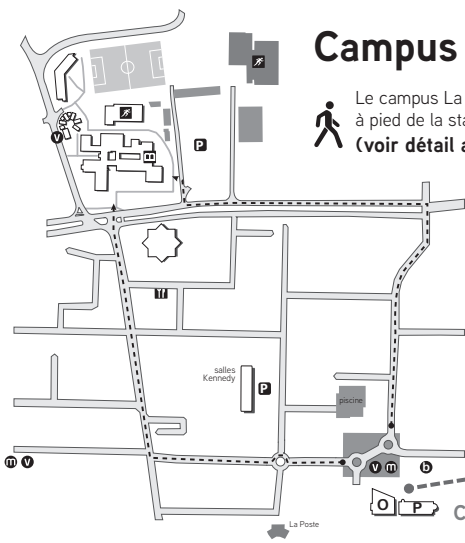 Campus
Le campus La
à pied de la sta
(voir détail a
V
P
salles
Kennedy
P
piscine
m V
V m
b
O
P
C
La Poste